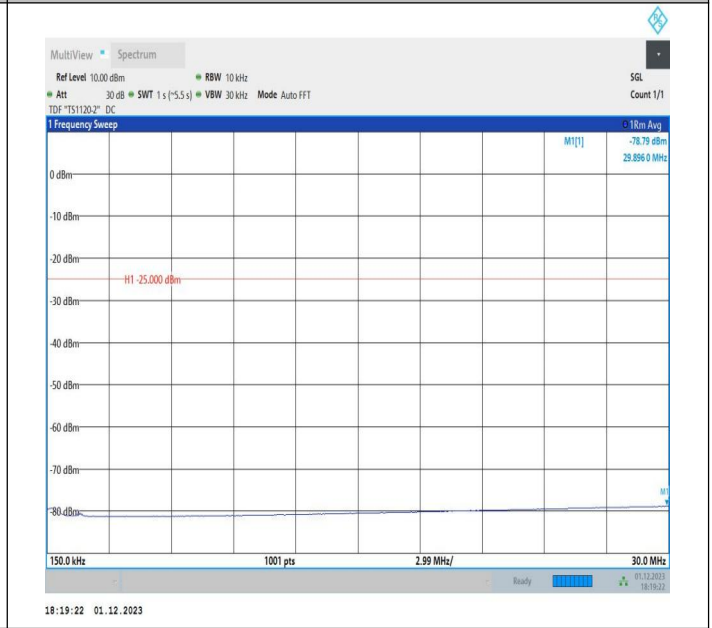 R S
MultiView Spectrum
Ref Level 10.00 dBm RBW 10 kHz SGL
Att 30 dB SWT 1 s (~5.5 s) VBW 30 kHz Mode Auto FFT Count 1/1
TDF "TS1120-2" DC
1 Frequency Sweep 1Rm Avg
M1[1] -78.79 dBm
29.896 0 MHz
0 dBm
-10 dBm
-20 dBm
H1 -25.000 dBm
-30 dBm
-40 dBm
-50 dBm
-60 dBm
-70 dBm
M1
-80 dBm
150.0 kHz 1001 pts 2.99 MHz/ 30.0 MHz
Ready 01.12.2023
18:19:22
18:19:22 01.12.2023